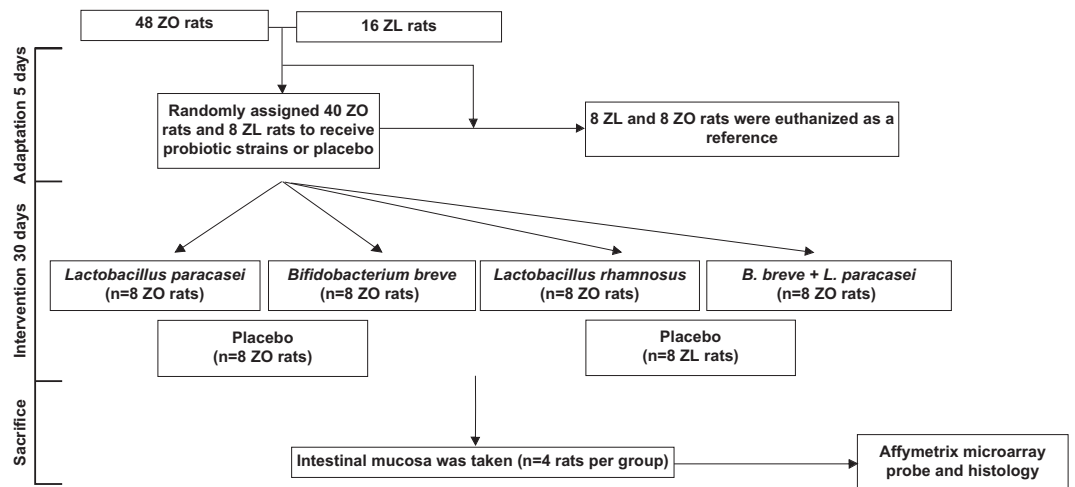 48 ZO rats
16 ZL rats
Adaptation 5 days
Randomly assigned 40 ZO
rats and 8 ZL rats to receive
probiotic strains or placebo
8 ZL and 8 ZO rats were euthanized as a
reference
Intervention 30 days
Lactobacillus paracasei
(n=8 ZO rats)
Bifidobacterium breve
(n=8 ZO rats)
Lactobacillus rhamnosus
(n=8 ZO rats)
B. breve + L. paracasei
(n=8 ZO rats)
Placebo
(n=8 ZO rats)
Placebo
(n=8 ZL rats)
Sacrifice
Intestinal mucosa was taken (n=4 rats per group)
Affymetrix microarray
probe and histology